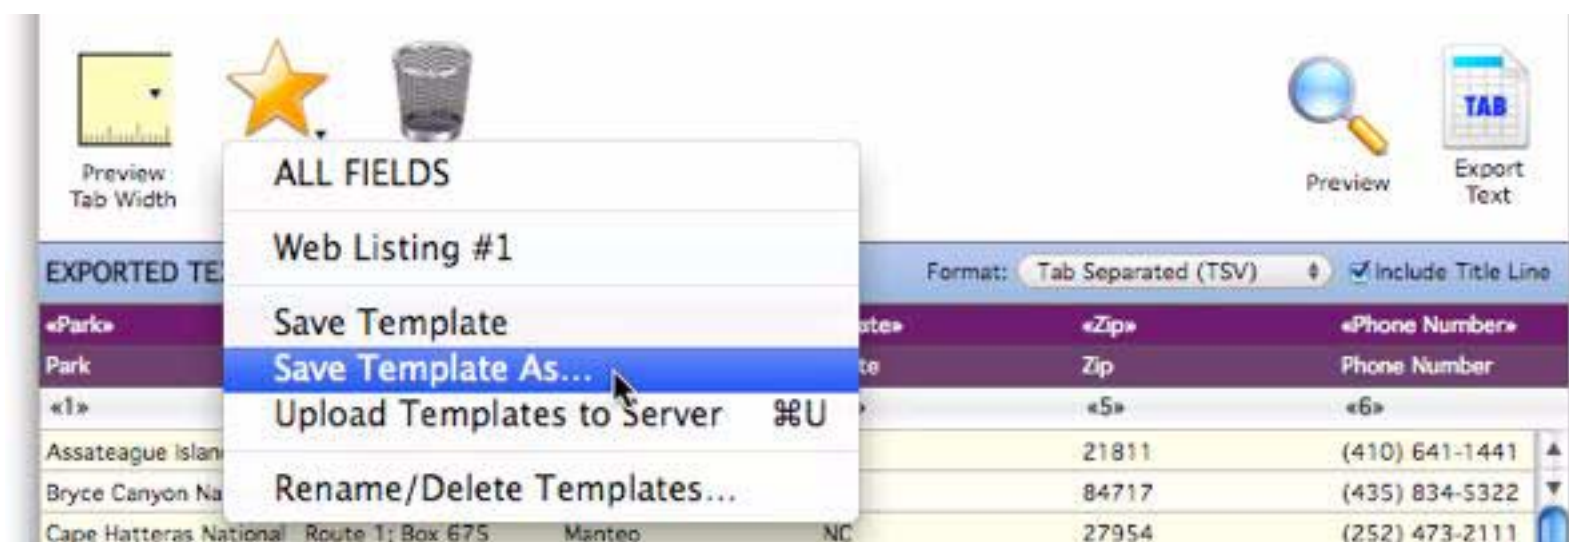 TAB
Preview
Tab Width
Preview
Export
Text
ALL FIELDS
Web Listing #1
Save Template
Save Template As...
Upload Templates to Server ⌘U
Rename/Delete Templates...
EXPORTED TE
Format: Tab Separated (TSV) Include Title Line
«Park» ate» «Zip» «Phone Number»
Park te Zip Phone Number
«1» » «5» «6»
Assateague Islan 21811 (410) 641-1441
Bryce Canyon Na 84717 (435) 834-5322
Cape Hatteras National Route 1; Box 675 Manteo NC 27954 (252) 473-2111